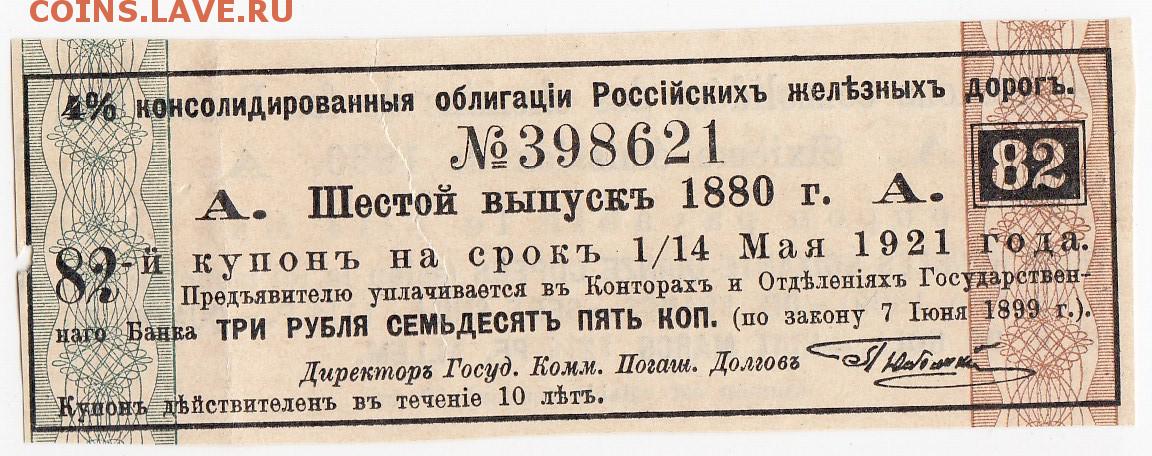 COINS.LAVE.RU
4% консолидированныя облигаціи Россійскихъ желѣзныхъ дорогъ.
№398621
82
А. Шестой выпускъ 1880 г. А.
82-й купонъ на срокъ 1/14 Мая 1921 года.
Предъявителю уплачивается въ Конторахъ и Отдѣленіяхъ Государствен-
наго Банка ТРИ РУБЛЯ СЕМЬДЕСЯТЪ ПЯТЬ КОП. (по закону 7 Іюня 1899 г.).
Директоръ Госуд. Комм. Погаш. Долговъ
Купонъ дѣйствителенъ въ теченіе 10 лѣтъ.